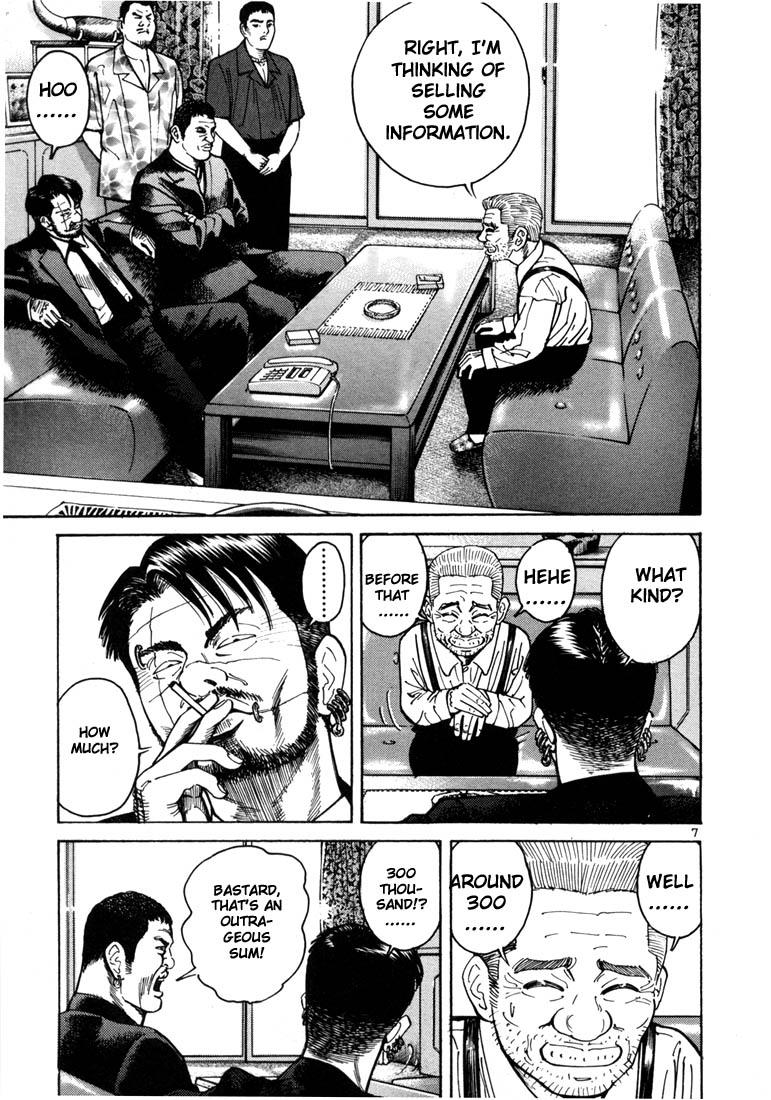 RIGHT, I'M
THINKING OF
SELLING
SOME
INFORMATION.
HOO
......
WHAT
KIND?
HEHE
......
BEFORE
THAT
......
.........
HOW
MUCH?
7
WELL
......
AROUND
300
......
300
THOU-
SAND!?
......
BASTARD,
THAT'S AN
OUTRA-
GEOUS
SUM!